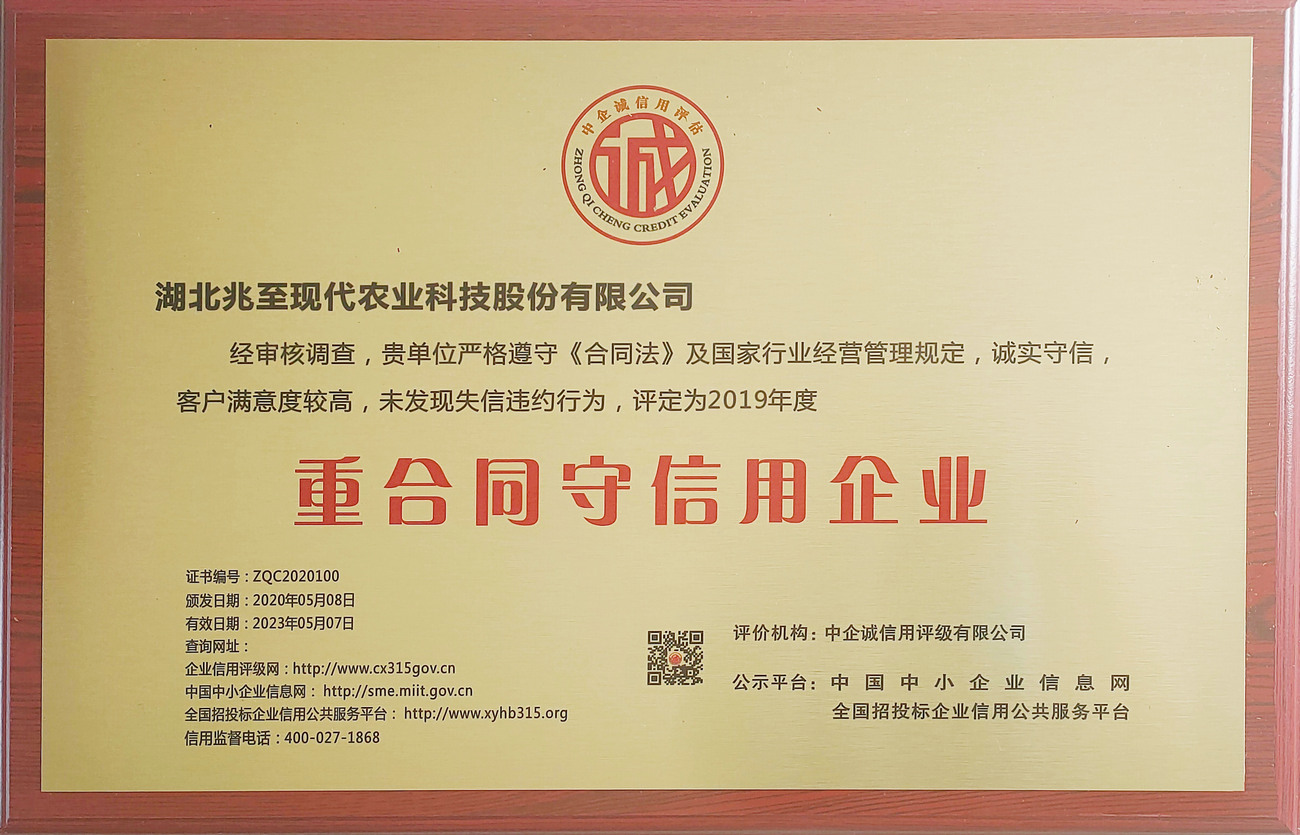 中企诚信用评估
诚
ZHONG QI CHENG CREDIT EVALUATION
湖北兆至现代农业科技股份有限公司
经审核调查，贵单位严格遵守《合同法》及国家行业经营管理规定，诚实守信，
客户满意度较高，未发现失信违约行为，评定为2019年度
重合同守信用企业
证书编号：ZQC2020100
颁发日期：2020年05月08日
有效日期：2023年05月07日
查询网址：
企业信用评级网：http://www.cx315gov.cn
中国中小企业信息网： http://sme.miit.gov.cn
全国招投标企业信用公共服务平台： http://www.xyhb315.org
信用监督电话：400-027-1868
评价机构：中企诚信用评级有限公司
公示平台：中国中小企业信息网
全国招投标企业信用公共服务平台